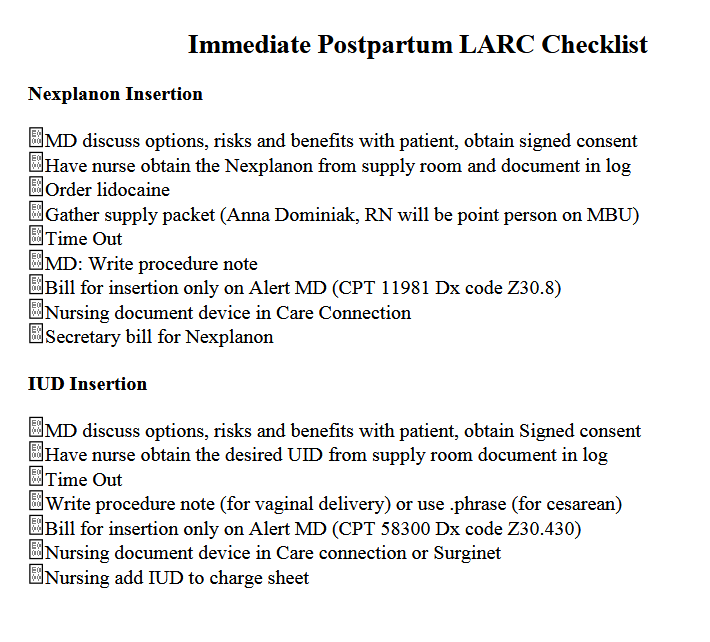 Immediate Postpartum LARC Checklist
Nexplanon Insertion
MD discuss options, risks and benefits with patient, obtain signed consent
Have nurse obtain the Nexplanon from supply room and document in log
Order lidocaine
Gather supply packet (Anna Dominiak, RN will be point person on MBU)
Time Out
MD: Write procedure note
Bill for insertion only on Alert MD (CPT 11981 Dx code Z30.8)
Nursing document device in Care Connection
Secretary bill for Nexplanon
IUD Insertion
MD discuss options, risks and benefits with patient, obtain Signed consent
Have nurse obtain the desired UID from supply room document in log
Time Out
Write procedure note (for vaginal delivery) or use .phrase (for cesarean)
Bill for insertion only on Alert MD (CPT 58300 Dx code Z30.430)
Nursing document device in Care connection or Surginet
Nursing add IUD to charge sheet